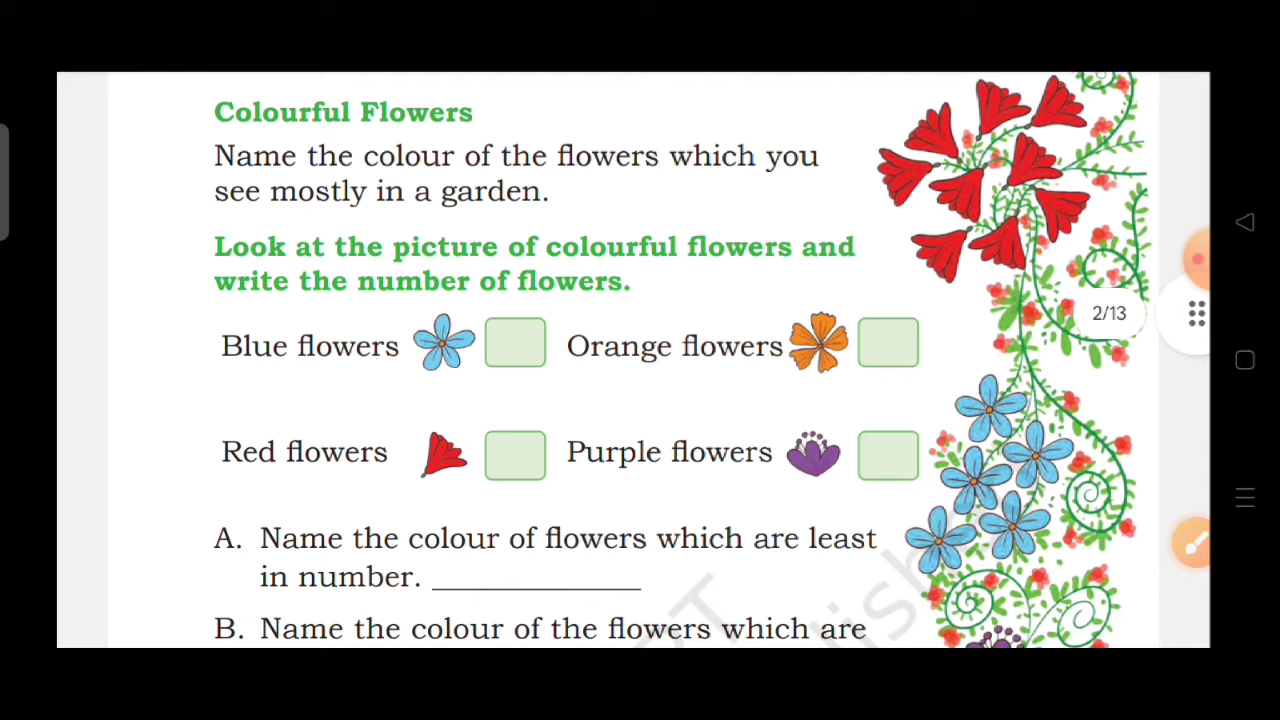 Colourful Flowers
Name the colour of the flowers which you
see mostly in a garden.
Look at the picture of colourful flowers and
write the number of flowers.
Blue flowers
Orange flowers
2/13
Red flowers
Purple flowers
A. Name the colour of flowers which are least
in number.
B. Name the colour of the flowers which are